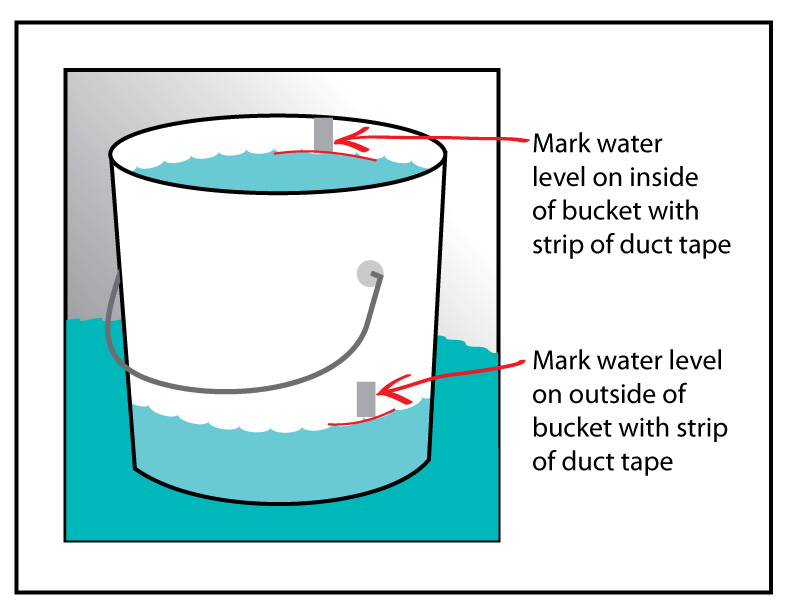 Mark water
level on inside
of bucket with
strip of duct tape
Mark water level
on outside of
bucket with strip
of duct tape